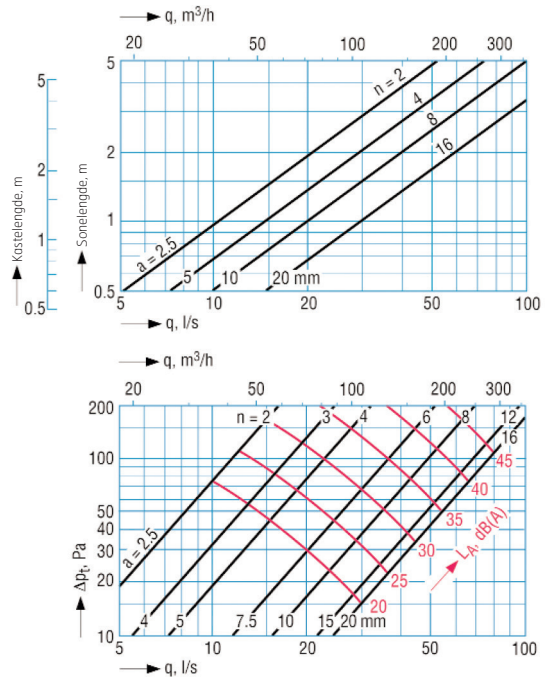 q, m³/h
20 50 100 200 300
5 5
n = 2
4
8
2 2
16
Kastelengde, m
Sonelengde, m
1 1
a = 2.5
5 10 20 mm
0.5 0.5
5 10 20 50 100
q, l/s
q, m³/h
20 50 100 200 300
200
n = 2 3 4 6 8 12
16
100
45
40
50
35
40
L_A, dB(A)
30
30
a = 2.5
Δpt, Pa
25
20
20
4 5 7.5 10 15 20 mm
10
5 10 20 50 100
q, l/s